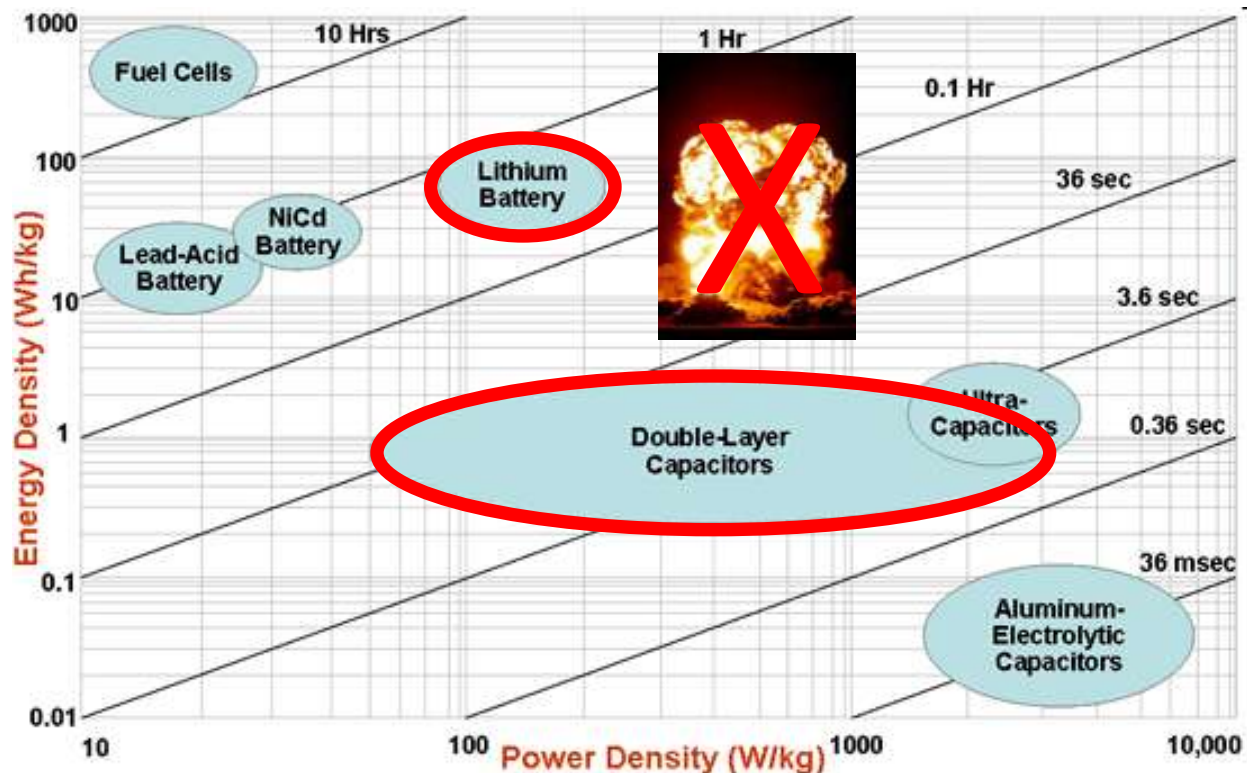 1000
10 Hrs
1 Hr
Fuel Cells
0.1 Hr
100
Lithium
Battery
36 sec
NiCd
Battery
Lead-Acid
Battery
10
3.6 sec
X
Ultra-
Capacitors
1
Double-Layer
Capacitors
0.36 sec
0.1
36 msec
Aluminum-
Electrolytic
Capacitors
0.01
10
100
1000
10,000
Power Density (W/kg)
Energy Density (Wh/kg)